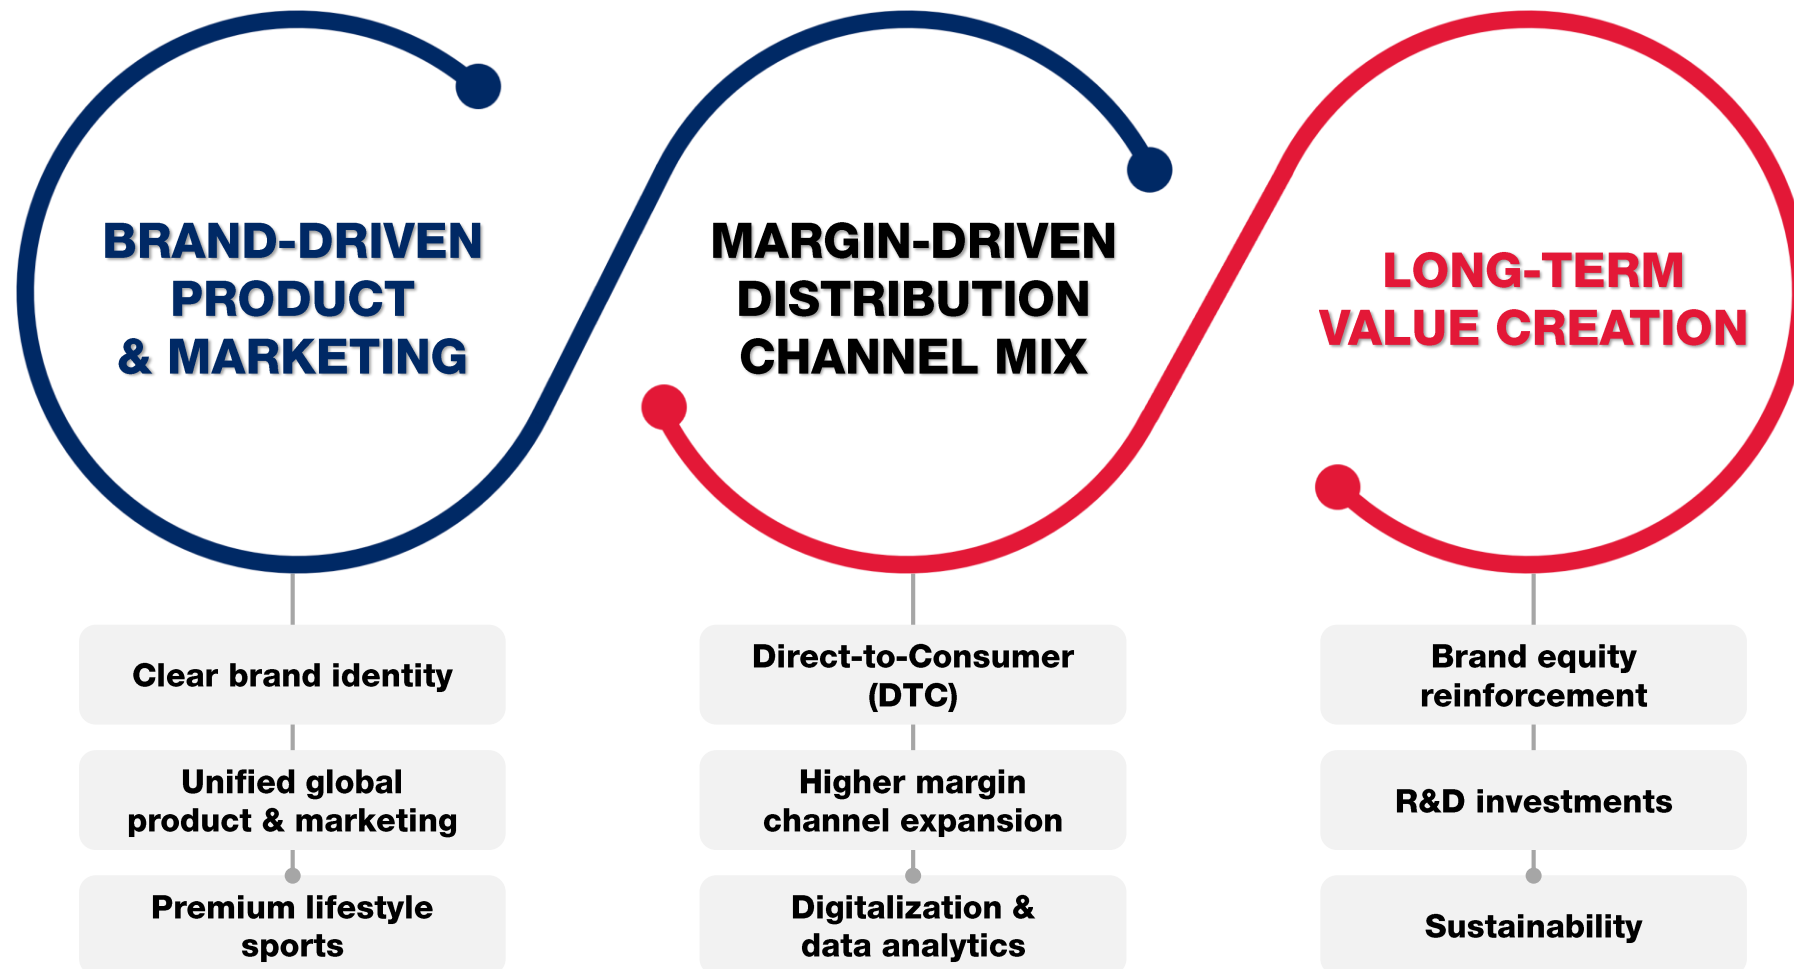 BRAND-DRIVEN
PRODUCT
& MARKETING
MARGIN-DRIVEN
DISTRIBUTION
CHANNEL MIX
LONG-TERM
VALUE CREATION
Clear brand identity
Unified global
product & marketing
Premium lifestyle
sports
Direct-to-Consumer
(DTC)
Higher margin
channel expansion
Digitalization &
data analytics
Brand equity
reinforcement
R&D investments
Sustainability